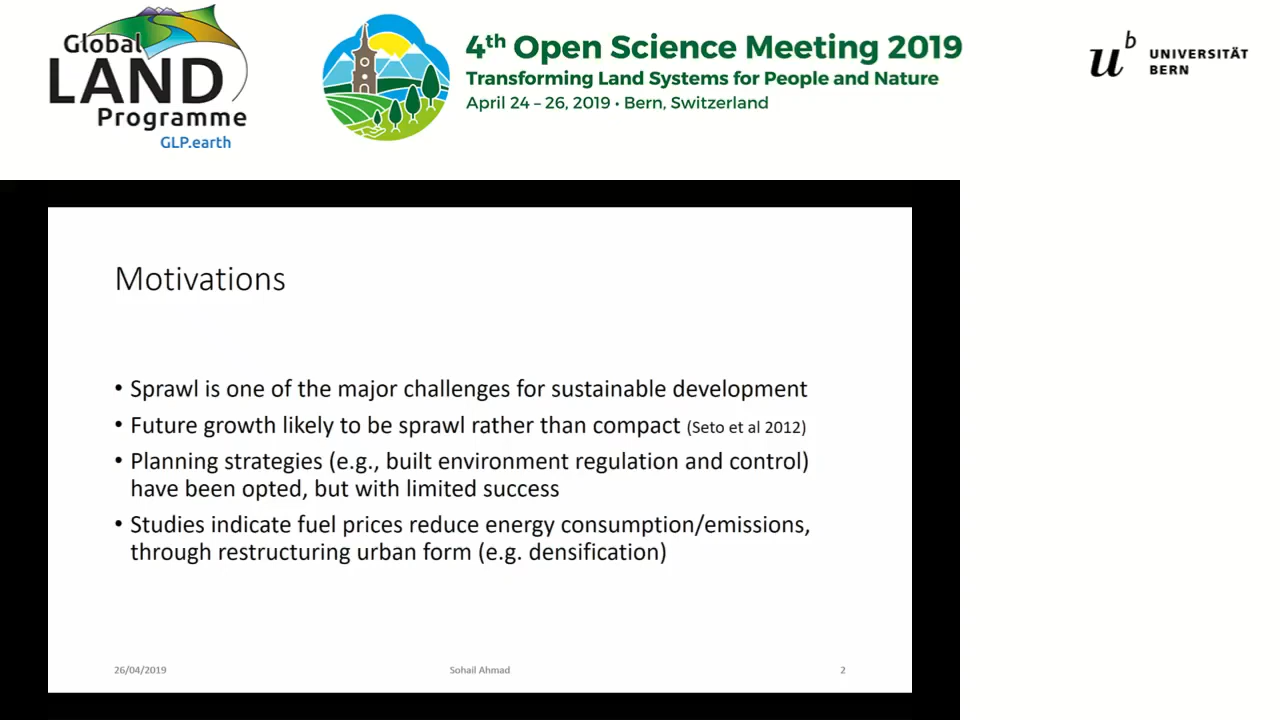 Global
LAND
Programme
GLP.earth
4th Open Science Meeting 2019
Transforming Land Systems for People and Nature
April 24 – 26, 2019 • Bern, Switzerland
u b
UNIVERSITÄT
BERN
Motivations
• Sprawl is one of the major challenges for sustainable development
• Future growth likely to be sprawl rather than compact (Seto et al 2012)
• Planning strategies (e.g., built environment regulation and control)
have been opted, but with limited success
• Studies indicate fuel prices reduce energy consumption/emissions,
through restructuring urban form (e.g. densification)
26/04/2019
Sohail Ahmad
2